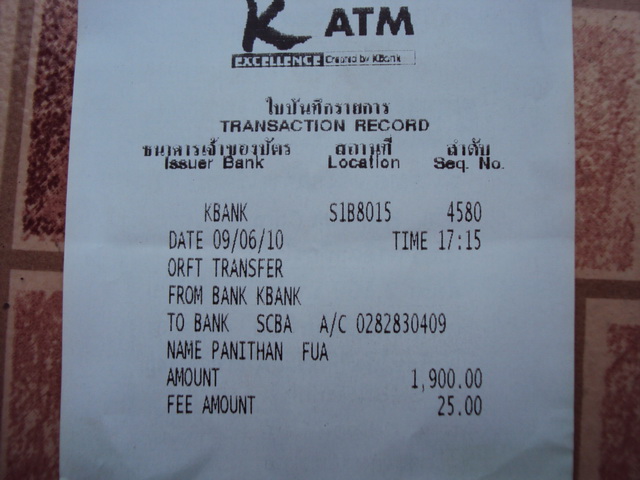 K ATM
EXCELLENCE Created by KBank
ใบบันทึกรายการ
TRANSACTION RECORD
ธนาคารเจ้าของบัตร สถานที่ ลำดับ
Issuer Bank Location Seq. No.
KBANK S1B8015 4580
DATE 09/06/10 TIME 17:15
ORFT TRANSFER
FROM BANK KBANK
TO BANK SCBA A/C 0282830409
NAME PANITHAN FUA
AMOUNT 1,900.00
FEE AMOUNT 25.00